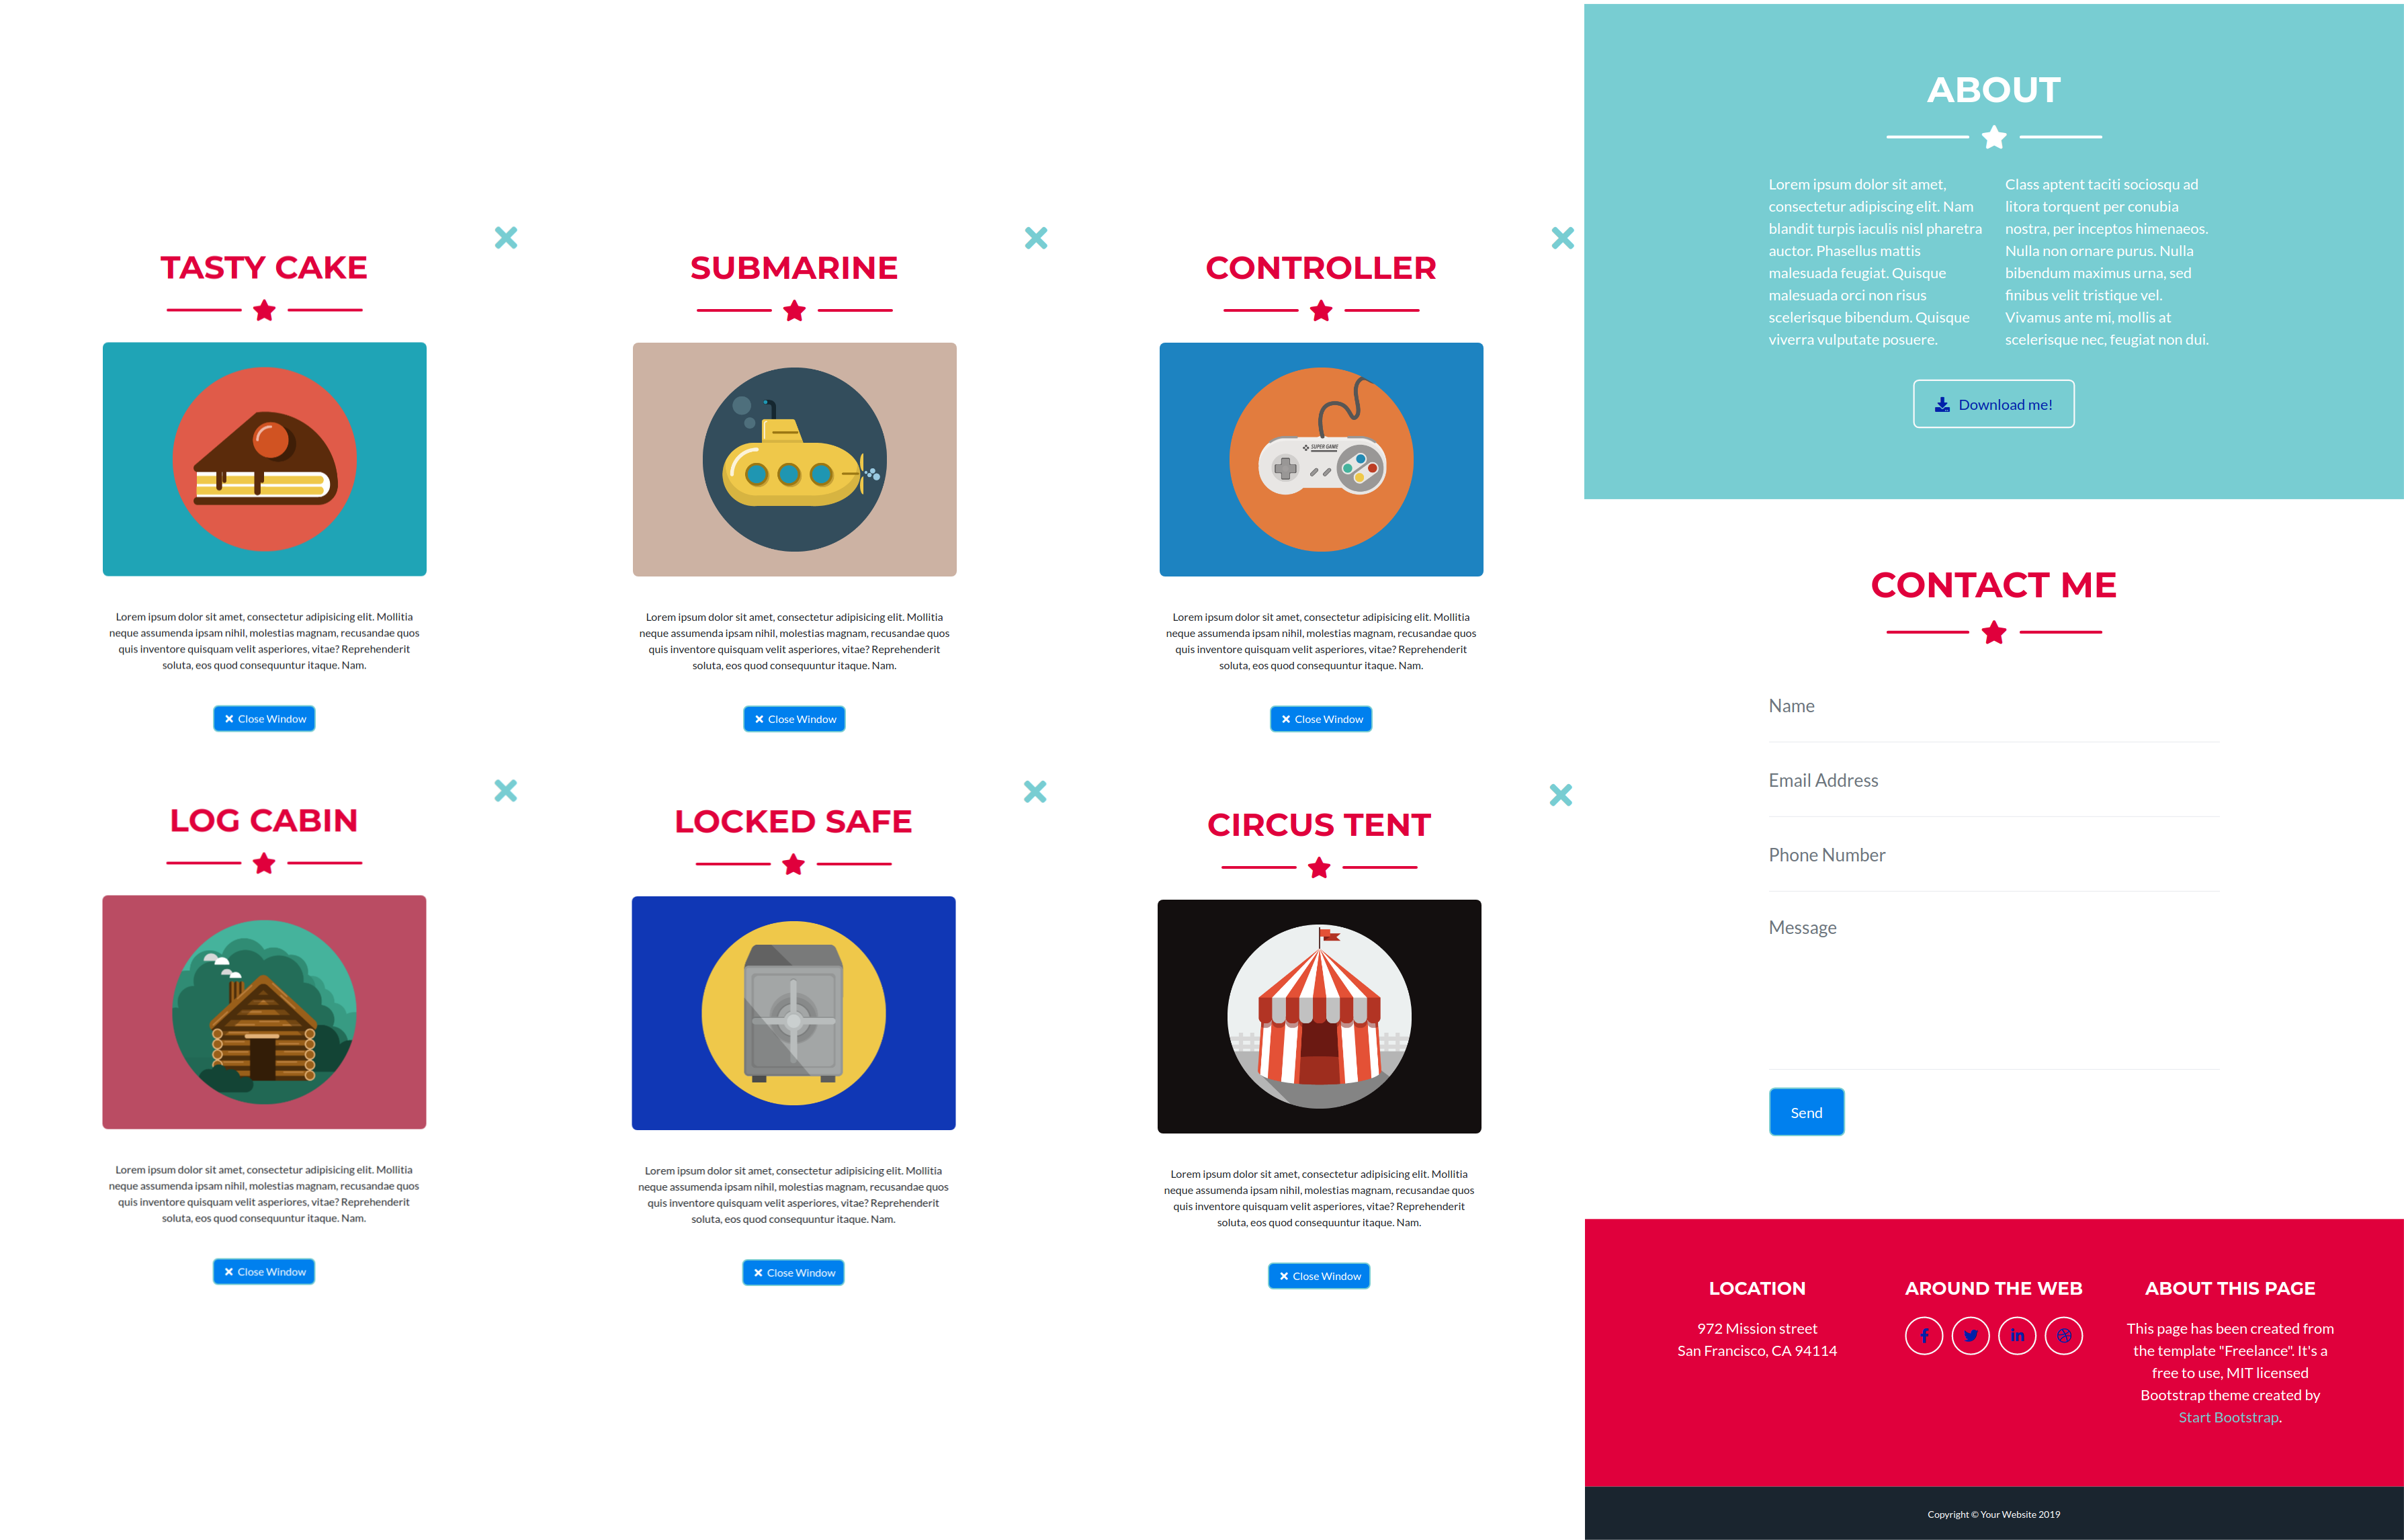 TASTY CAKE
Lorem ipsum dolor sit amet, consectetur adipisicing elit. Mollitia
neque assumenda ipsam nihil, molestias magnam, recusandae quos
quis inventore quisquam velit asperiores, vitae? Reprehenderit
soluta, eos quod consequuntur itaque. Nam.
Close Window
SUBMARINE
Lorem ipsum dolor sit amet, consectetur adipisicing elit. Mollitia
neque assumenda ipsam nihil, molestias magnam, recusandae quos
quis inventore quisquam velit asperiores, vitae? Reprehenderit
soluta, eos quod consequuntur itaque. Nam.
Close Window
CONTROLLER
SUPER GAME
Lorem ipsum dolor sit amet, consectetur adipisicing elit. Mollitia
neque assumenda ipsam nihil, molestias magnam, recusandae quos
quis inventore quisquam velit asperiores, vitae? Reprehenderit
soluta, eos quod consequuntur itaque. Nam.
Close Window
LOG CABIN
Lorem ipsum dolor sit amet, consectetur adipisicing elit. Mollitia
neque assumenda ipsam nihil, molestias magnam, recusandae quos
quis inventore quisquam velit asperiores, vitae? Reprehenderit
soluta, eos quod consequuntur itaque. Nam.
Close Window
LOCKED SAFE
Lorem ipsum dolor sit amet, consectetur adipisicing elit. Mollitia
neque assumenda ipsam nihil, molestias magnam, recusandae quos
quis inventore quisquam velit asperiores, vitae? Reprehenderit
soluta, eos quod consequuntur itaque. Nam.
Close Window
CIRCUS TENT
Lorem ipsum dolor sit amet, consectetur adipisicing elit. Mollitia
neque assumenda ipsam nihil, molestias magnam, recusandae quos
quis inventore quisquam velit asperiores, vitae? Reprehenderit
soluta, eos quod consequuntur itaque. Nam.
Close Window
ABOUT
Lorem ipsum dolor sit amet,
consectetur adipiscing elit. Nam
blandit turpis iaculis nisl pharetra
auctor. Phasellus mattis
malesuada feugiat. Quisque
malesuada orci non risus
scelerisque bibendum. Quisque
viverra vulputate posuere.
Class aptent taciti sociosqu ad
litora torquent per conubia
nostra, per inceptos himenaeos.
Nulla non ornare purus. Nulla
bibendum maximus urna, sed
finibus velit tristique vel.
Vivamus ante mi, mollis at
scelerisque nec, feugiat non dui.
Download me!
CONTACT ME
Name
Email Address
Phone Number
Message
Send
LOCATION
972 Mission street
San Francisco, CA 94114
AROUND THE WEB
ABOUT THIS PAGE
This page has been created from
the template "Freelance". It's a
free to use, MIT licensed
Bootstrap theme created by
Start Bootstrap.
Copyright © Your Website 2019